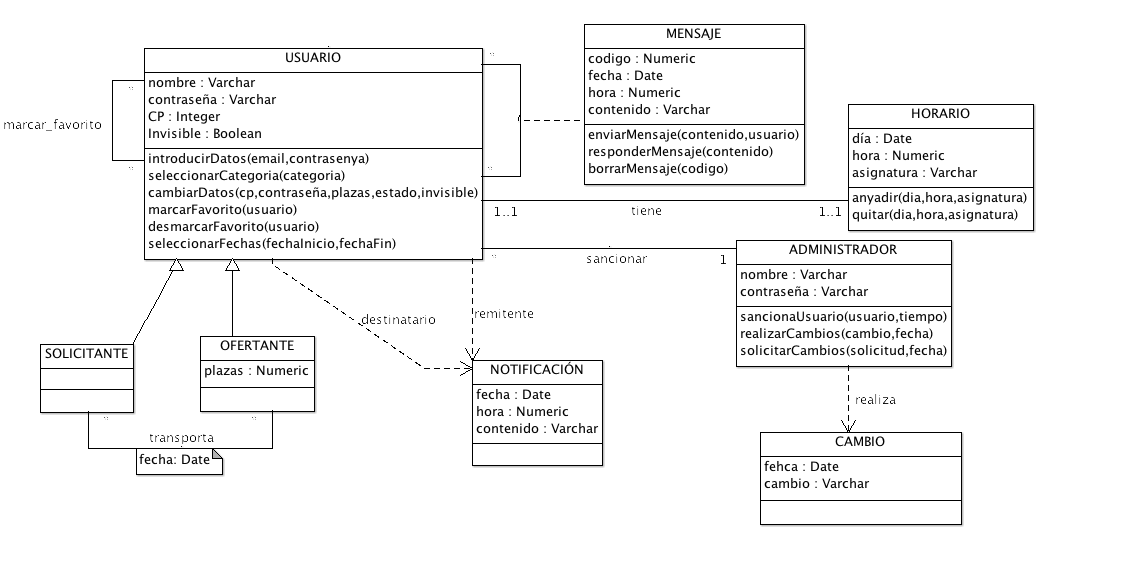 USUARIO
nombre : Varchar
contraseña : Varchar
CP : Integer
Invisible : Boolean
introducirDatos(email,contrasenya)
seleccionarCategoria(categoria)
cambiarDatos(cp,contraseña,plazas,estado,invisible)
marcarFavorito(usuario)
desmarcarFavorito(usuario)
seleccionarFechas(fechaInicio,fechaFin)
marcar_favorito
*
*
*
*
MENSAJE
codigo : Numeric
fecha : Date
hora : Numeric
contenido : Varchar
enviarMensaje(contenido,usuario)
responderMensaje(contenido)
borrarMensaje(codigo)
HORARIO
día : Date
hora : Numeric
asignatura : Varchar
anyadir(dia,hora,asignatura)
quitar(dia,hora,asignatura)
1..1
tiene
1..1
*
sancionar
1
ADMINISTRADOR
nombre : Varchar
contraseña : Varchar
sancionaUsuario(usuario,tiempo)
realizarCambios(cambio,fecha)
solicitarCambios(solicitud,fecha)
destinatario
remitente
SOLICITANTE
OFERTANTE
plazas : Numeric
*
*
transporta
fecha: Date
NOTIFICACIÓN
fecha : Date
hora : Numeric
contenido : Varchar
realiza
CAMBIO
fehca : Date
cambio : Varchar